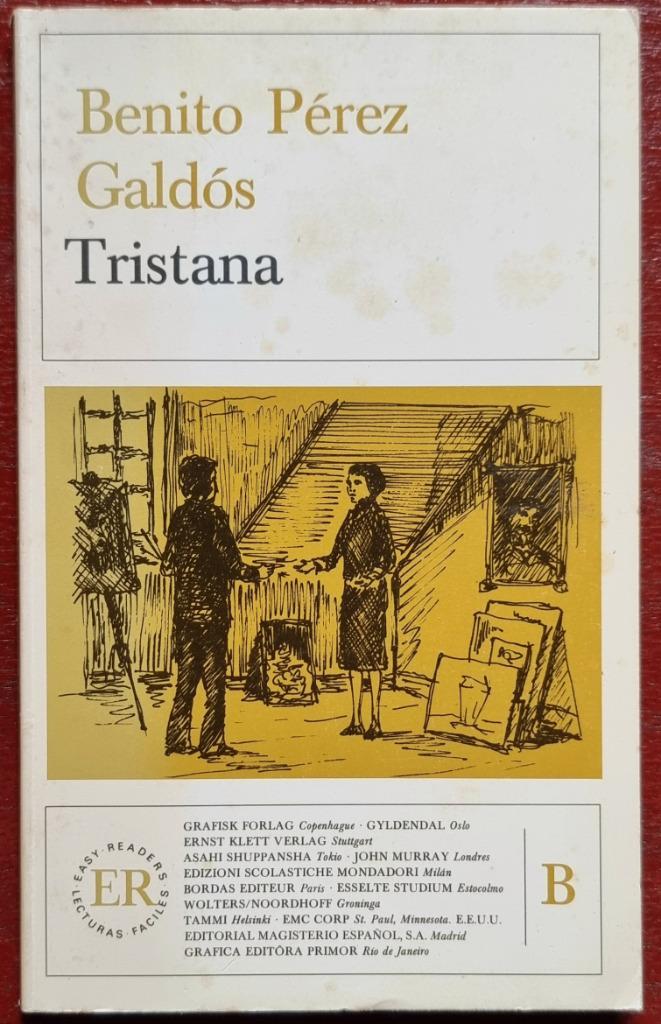 Benito Pérez
Galdós
Tristana
EASY·READERS
ER
LECTURAS·FACILES
GRAFISK FORLAG Copenhague · GYLDENDAL Oslo
ERNST KLETT VERLAG Stuttgart
ASAHI SHUPPANSHA Tokio · JOHN MURRAY Londres
EDIZIONI SCOLASTICHE MONDADORI Milán
BORDAS EDITEUR Paris · ESSELTE STUDIUM Estocolmo
WOLTERS/NOORDHOFF Groninga
TAMMI Helsinki · EMC CORP St. Paul, Minnesota. E.E.U.U.
EDITORIAL MAGISTERIO ESPAÑOL, S.A. Madrid
GRAFICA EDITÔRA PRIMOR Rio de Janeiro
B